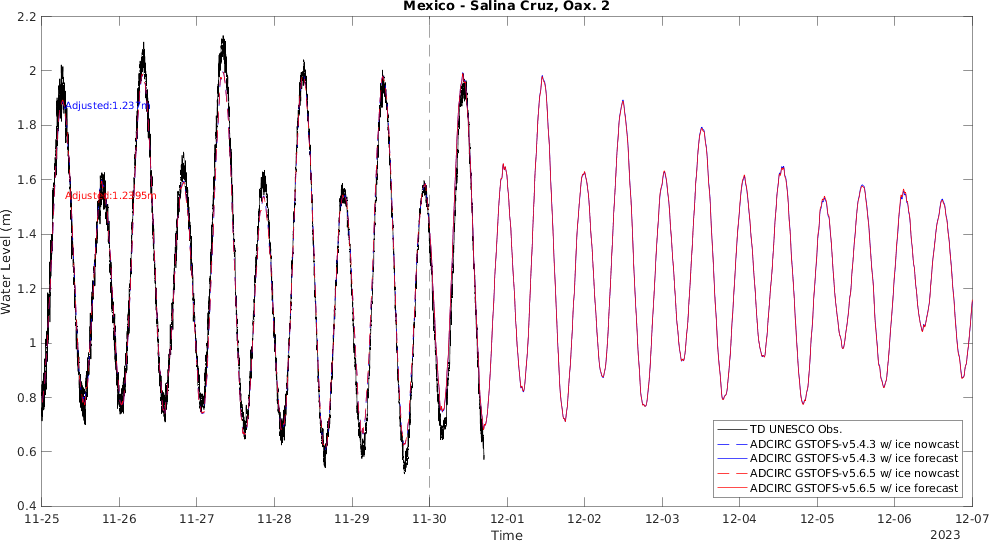 Mexico - Salina Cruz, Oax. 2
2.2
2
1.8
1.6
1.4
1.2
1
0.8
0.6
0.4
Water Level (m)
Adjusted:1.237m
Adjusted:1.2395m
TD UNESCO Obs.
ADCIRC GSTOFS-v5.4.3 w/ ice nowcast
ADCIRC GSTOFS-v5.4.3 w/ ice forecast
ADCIRC GSTOFS-v5.6.5 w/ ice nowcast
ADCIRC GSTOFS-v5.6.5 w/ ice forecast
11-25 11-26 11-27 11-28 11-29 11-30 12-01 12-02 12-03 12-04 12-05 12-06 12-07
Time
2023